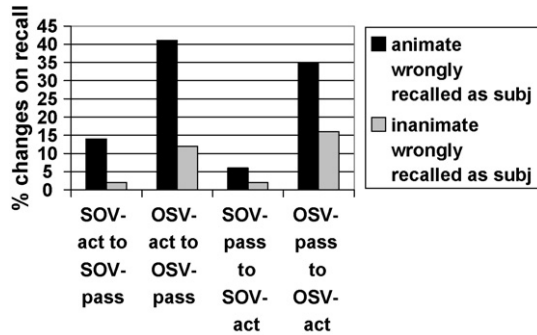 % changes on recall
45
40
35
30
25
20
15
10
5
0
SOV-
act to
SOV-
pass
OSV-
act to
OSV-
pass
SOV-
pass
to
SOV-
act
OSV-
pass
to
OSV-
act
animate
wrongly
recalled as subj
inanimate
wrongly
recalled as subj